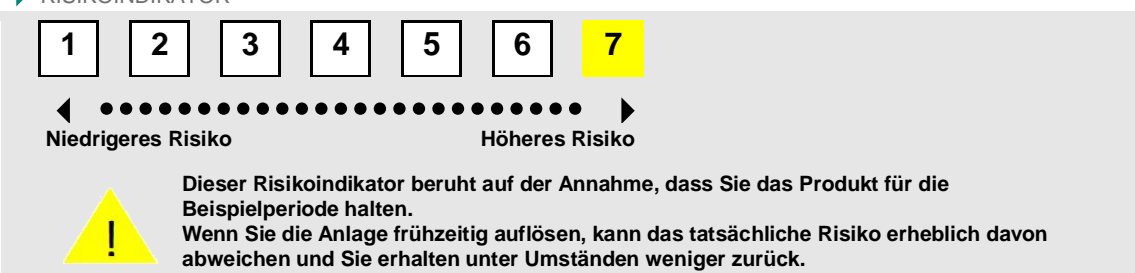 RISIKOINDIKATOR
1 2 3 4 5 6 7
Niedrigeres Risiko Höheres Risiko
Dieser Risikoindikator beruht auf der Annahme, dass Sie das Produkt für die
Beispielperiode halten.
! Wenn Sie die Anlage frühzeitig auflösen, kann das tatsächliche Risiko erheblich davon
abweichen und Sie erhalten unter Umständen weniger zurück.